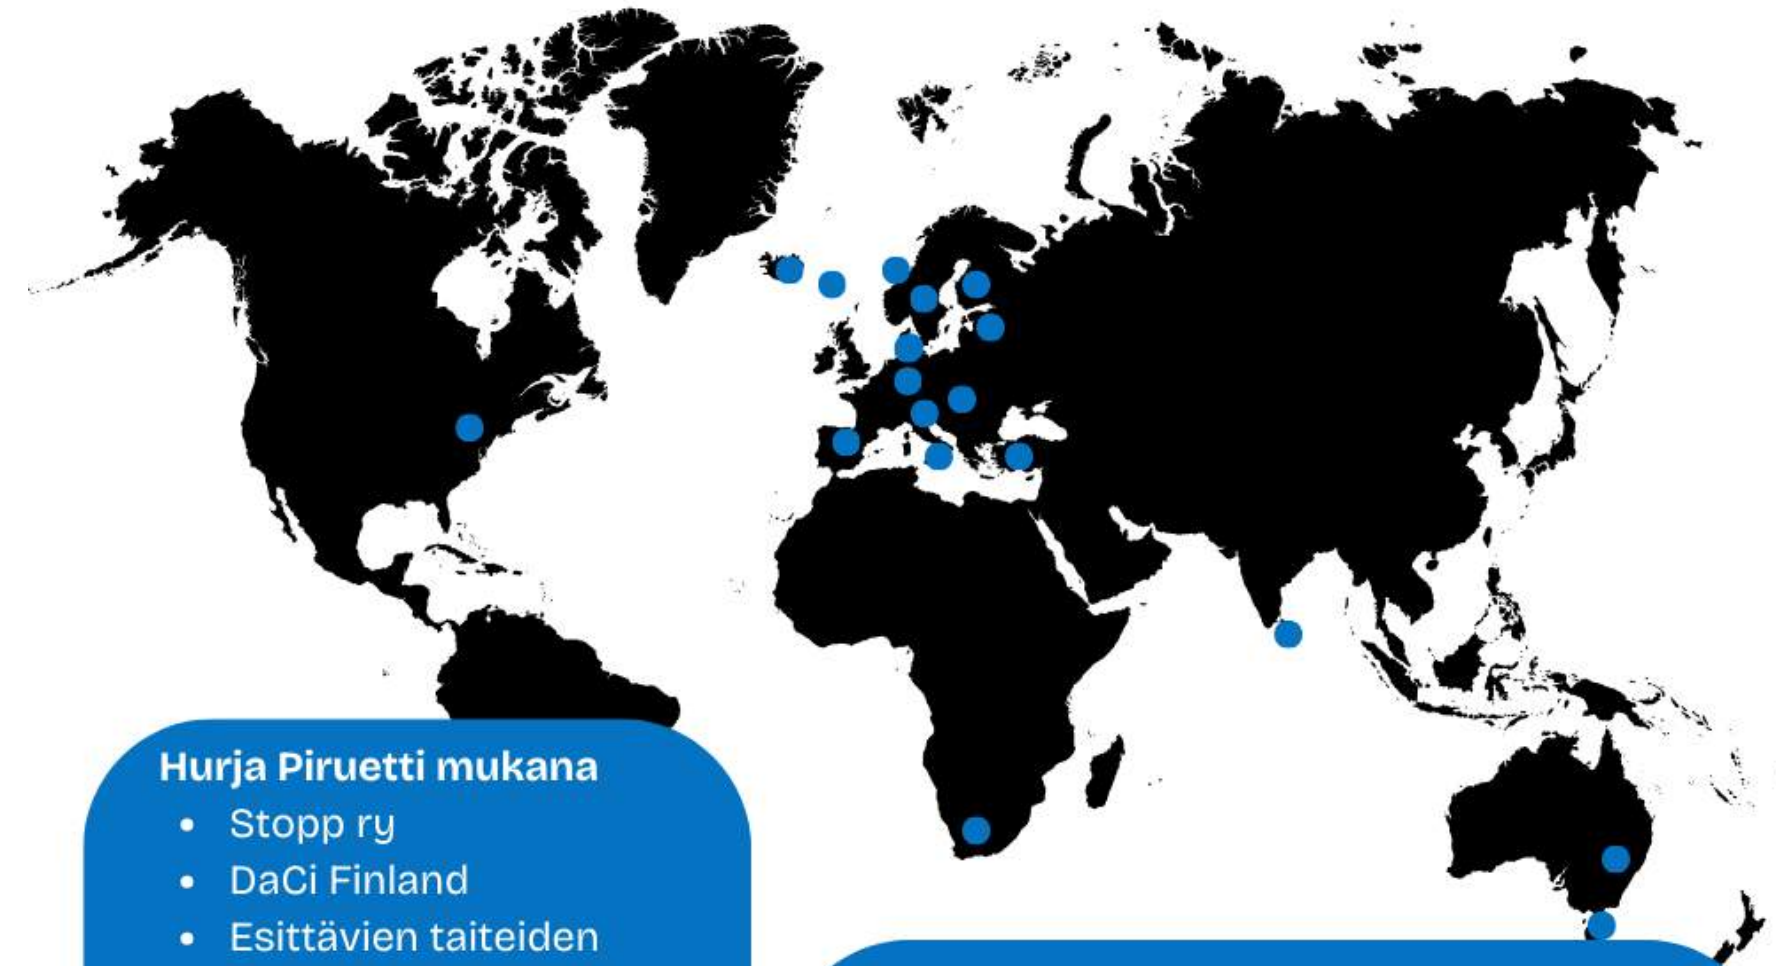 Hurja Piruetti mukana
• Stopp ry
• DaCi Finland
• Esittävien taiteiden